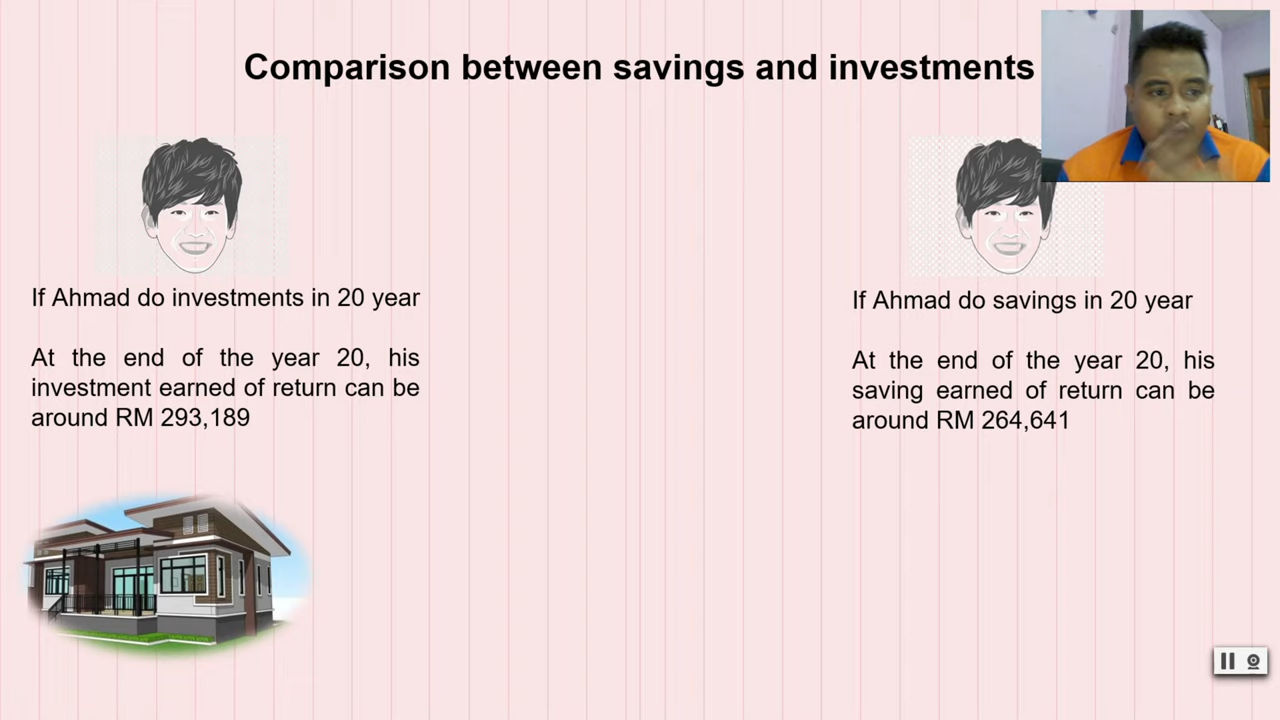 Comparison between savings and investments
If Ahmad do investments in 20 year
At the end of the year 20, his
investment earned of return can be
around RM 293,189
If Ahmad do savings in 20 year
At the end of the year 20, his
saving earned of return can be
around RM 264,641